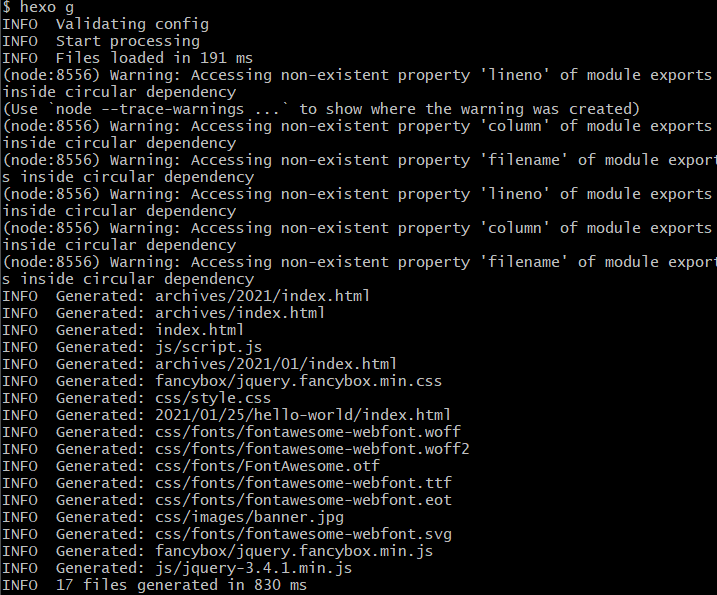 $ hexo g
INFO  Validating config
INFO  Start processing
INFO  Files loaded in 191 ms
(node:8556) Warning: Accessing non-existent property 'lineno' of module exports
inside circular dependency
(Use `node --trace-warnings ...` to show where the warning was created)
(node:8556) Warning: Accessing non-existent property 'column' of module exports
inside circular dependency
(node:8556) Warning: Accessing non-existent property 'filename' of module export
s inside circular dependency
(node:8556) Warning: Accessing non-existent property 'lineno' of module exports
inside circular dependency
(node:8556) Warning: Accessing non-existent property 'column' of module exports
inside circular dependency
(node:8556) Warning: Accessing non-existent property 'filename' of module export
s inside circular dependency
INFO  Generated: archives/2021/index.html
INFO  Generated: archives/index.html
INFO  Generated: index.html
INFO  Generated: js/script.js
INFO  Generated: archives/2021/01/index.html
INFO  Generated: fancybox/jquery.fancybox.min.css
INFO  Generated: css/style.css
INFO  Generated: 2021/01/25/hello-world/index.html
INFO  Generated: css/fonts/fontawesome-webfont.woff
INFO  Generated: css/fonts/fontawesome-webfont.woff2
INFO  Generated: css/fonts/FontAwesome.otf
INFO  Generated: css/fonts/fontawesome-webfont.ttf
INFO  Generated: css/fonts/fontawesome-webfont.eot
INFO  Generated: css/images/banner.jpg
INFO  Generated: css/fonts/fontawesome-webfont.svg
INFO  Generated: fancybox/jquery.fancybox.min.js
INFO  Generated: js/jquery-3.4.1.min.js
INFO  17 files generated in 830 ms